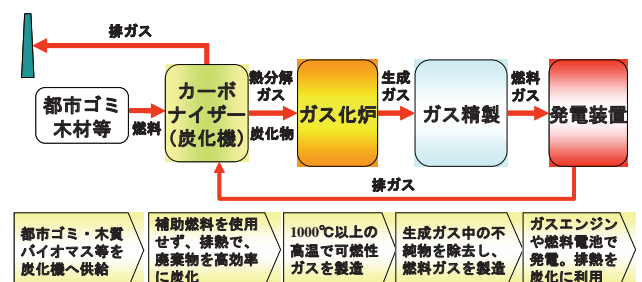 排ガス
都市ゴミ
木材等
燃料
カーボ
ナイザー
(炭化機)
熱分解
ガス
炭化物
ガス化炉
生成
ガス
ガス精製
燃料
ガス
発電装置
排ガス
都市ゴミ・木質
バイオマス等を
炭化機へ供給
補助燃料を使用
せず、排熱で、
廃棄物を高効率
に炭化
1000℃以上の
高温で可燃性
ガスを製造
生成ガス中の不
純物を除去し、
燃料ガスを製造
ガスエンジン
や燃料電池で
発電。排熱を
炭化に利用